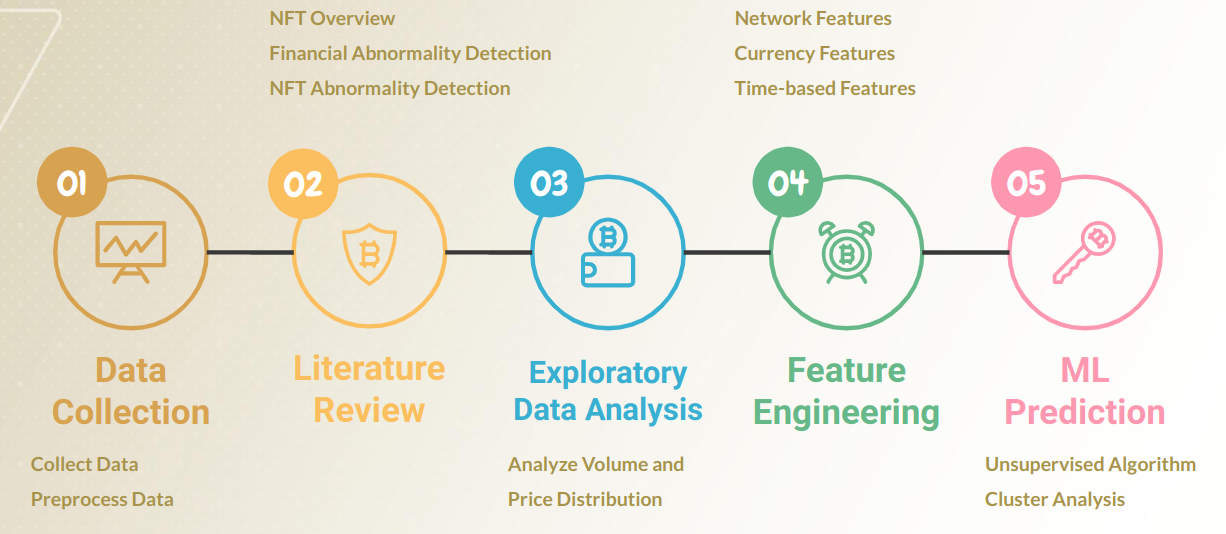 NFT Overview
Financial Abnormality Detection
NFT Abnormality Detection
Network Features
Currency Features
Time-based Features
01
02
03
04
05
Data
Collection
Literature
Review
Exploratory
Data Analysis
Feature
Engineering
ML
Prediction
Collect Data
Preprocess Data
Analyze Volume and
Price Distribution
Unsupervised Algorithm
Cluster Analysis